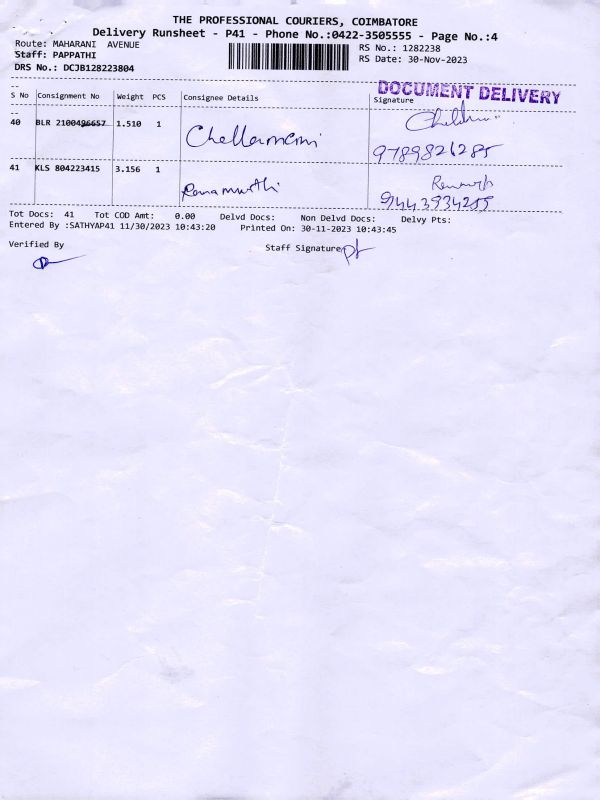 THE PROFESSIONAL COURIERS, COIMBATORE
Delivery Runsheet - P41 - Phone No.:0422-3505555 - Page No.:4
Route: MAHARANI AVENUE
RS No.: 1282238
Staff: PAPPATHI
RS Date: 30-Nov-2023
DRS No.: DCJB128223804
DOCUMENT DELIVERY
S No Consignment No Weight PCS Consignee Details Signature
40 BLR 2100496657 1.510 1 Chellammani
9789826285
41 KLS 804223415 3.156 1 Ramamurthi
9443934255
Tot Docs: 41 Tot COD Amt: 0.00 Delvd Docs: Non Delvd Docs: Delvy Pts:
Entered By :SATHYAP41 11/30/2023 10:43:20 Printed On: 30-11-2023 10:43:45
Verified By Staff Signature